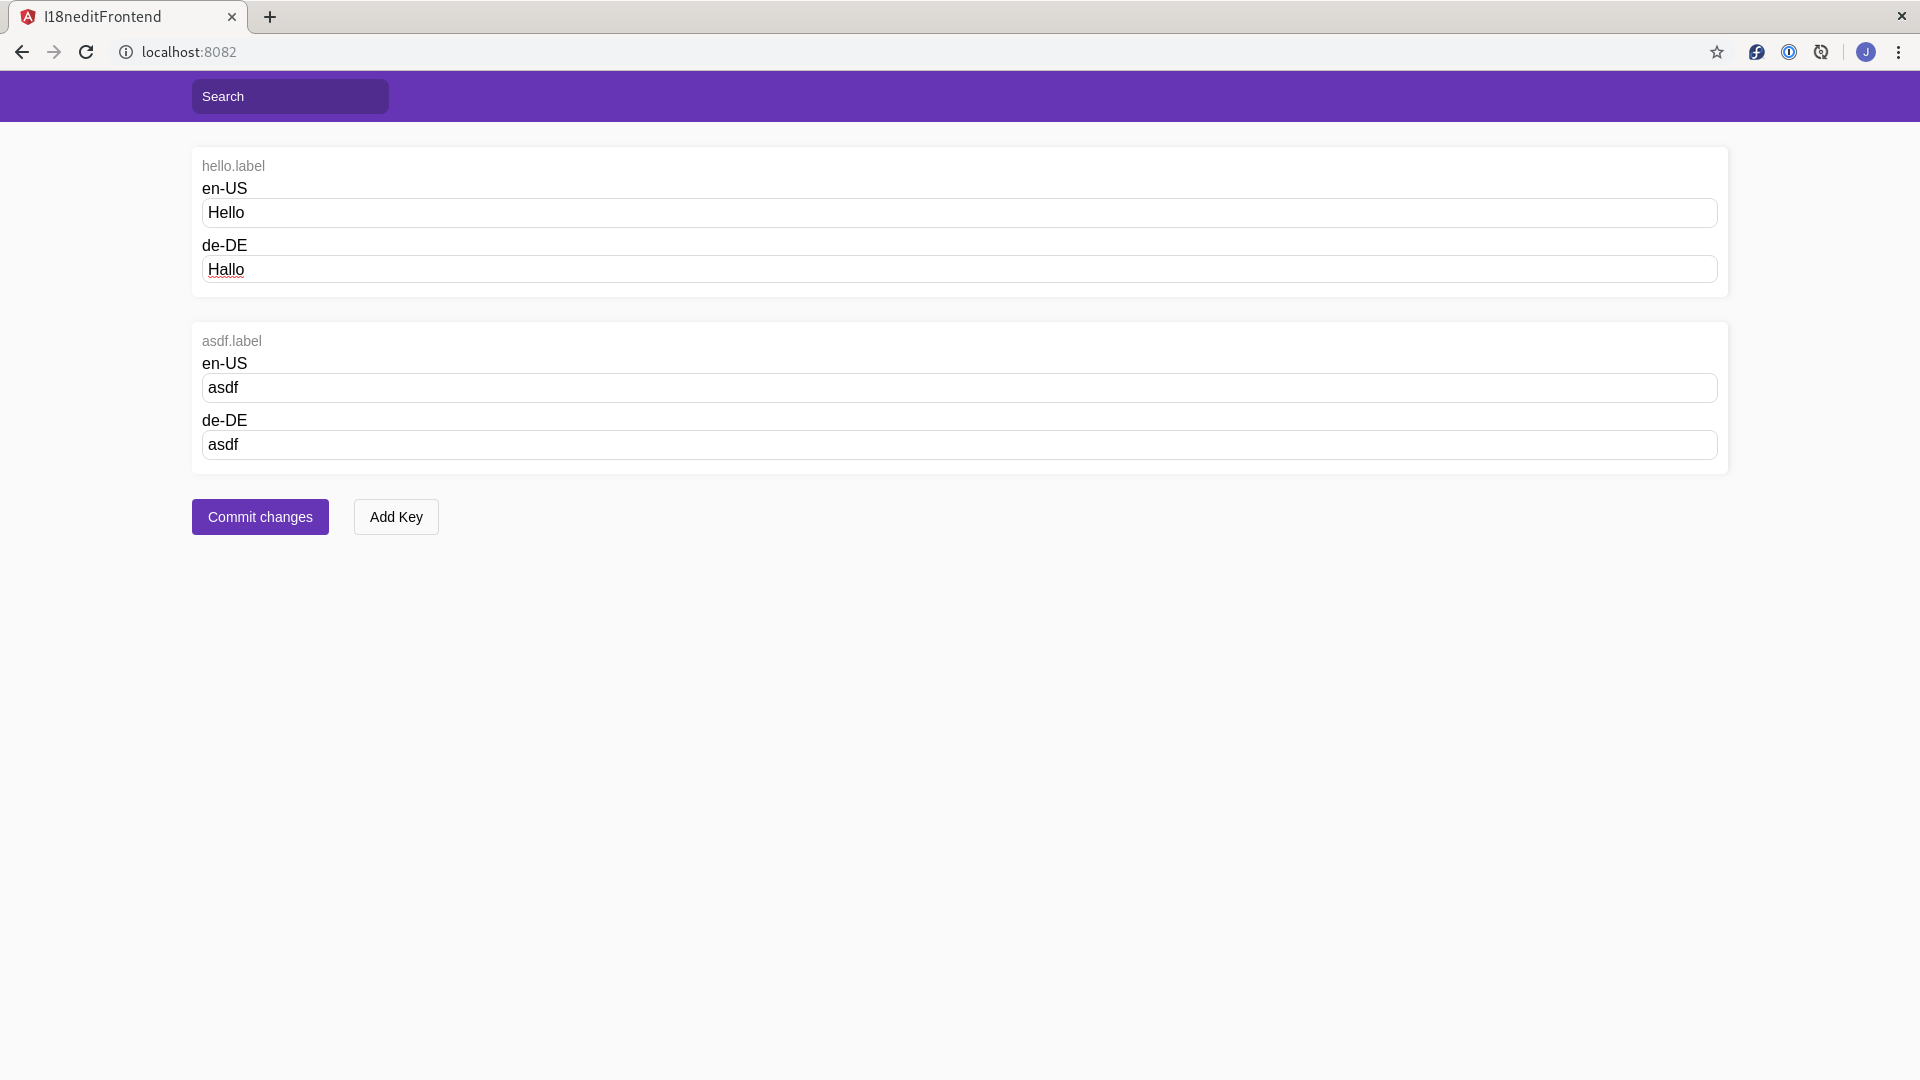 I18neditFrontend
localhost:8082
J
Search
hello.label
en-US
Hello
de-DE
Hallo
asdf.label
en-US
asdf
de-DE
asdf
Commit changes Add Key